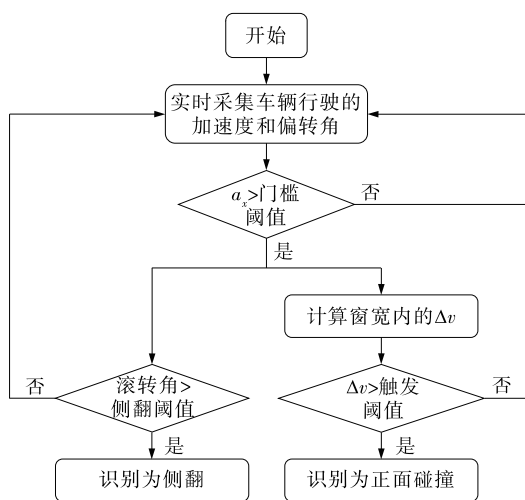 开始
实时采集车辆行驶的
加速度和偏转角
aₓ>门槛
阈值
否
是
计算窗宽内的Δv
滚转角>
侧翻阈值
否
是
Δv>触发
阈值
否
是
识别为侧翻
识别为正面碰撞